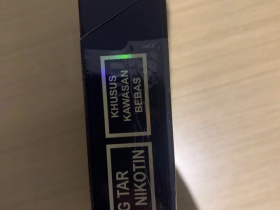 KHUSUS
KAWASAN
BEBAS
G TAR
NIKOTIN